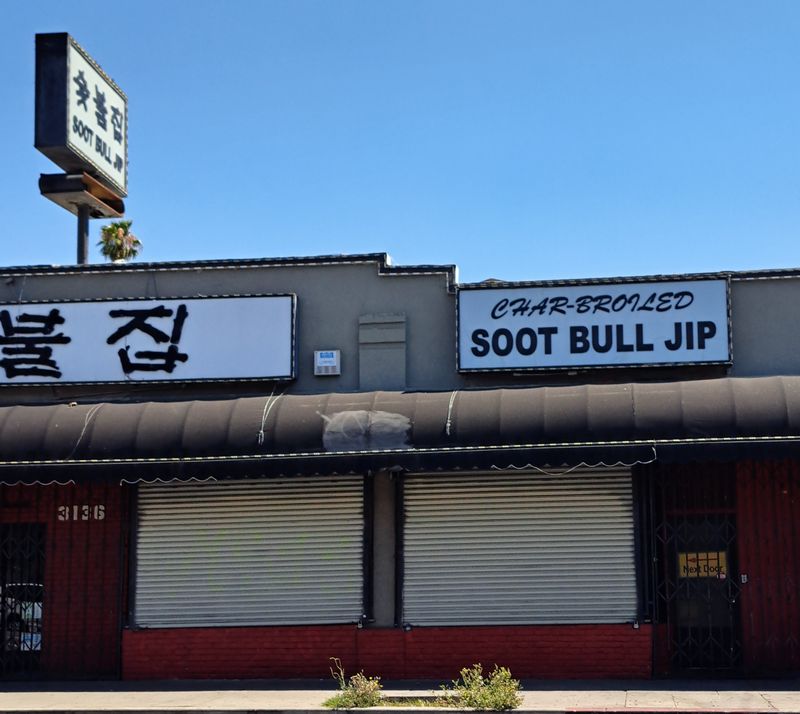 숯불집
SOOT BULL JIP
불집
CHAR-BROILED
SOOT BULL JIP
3136
Next Door